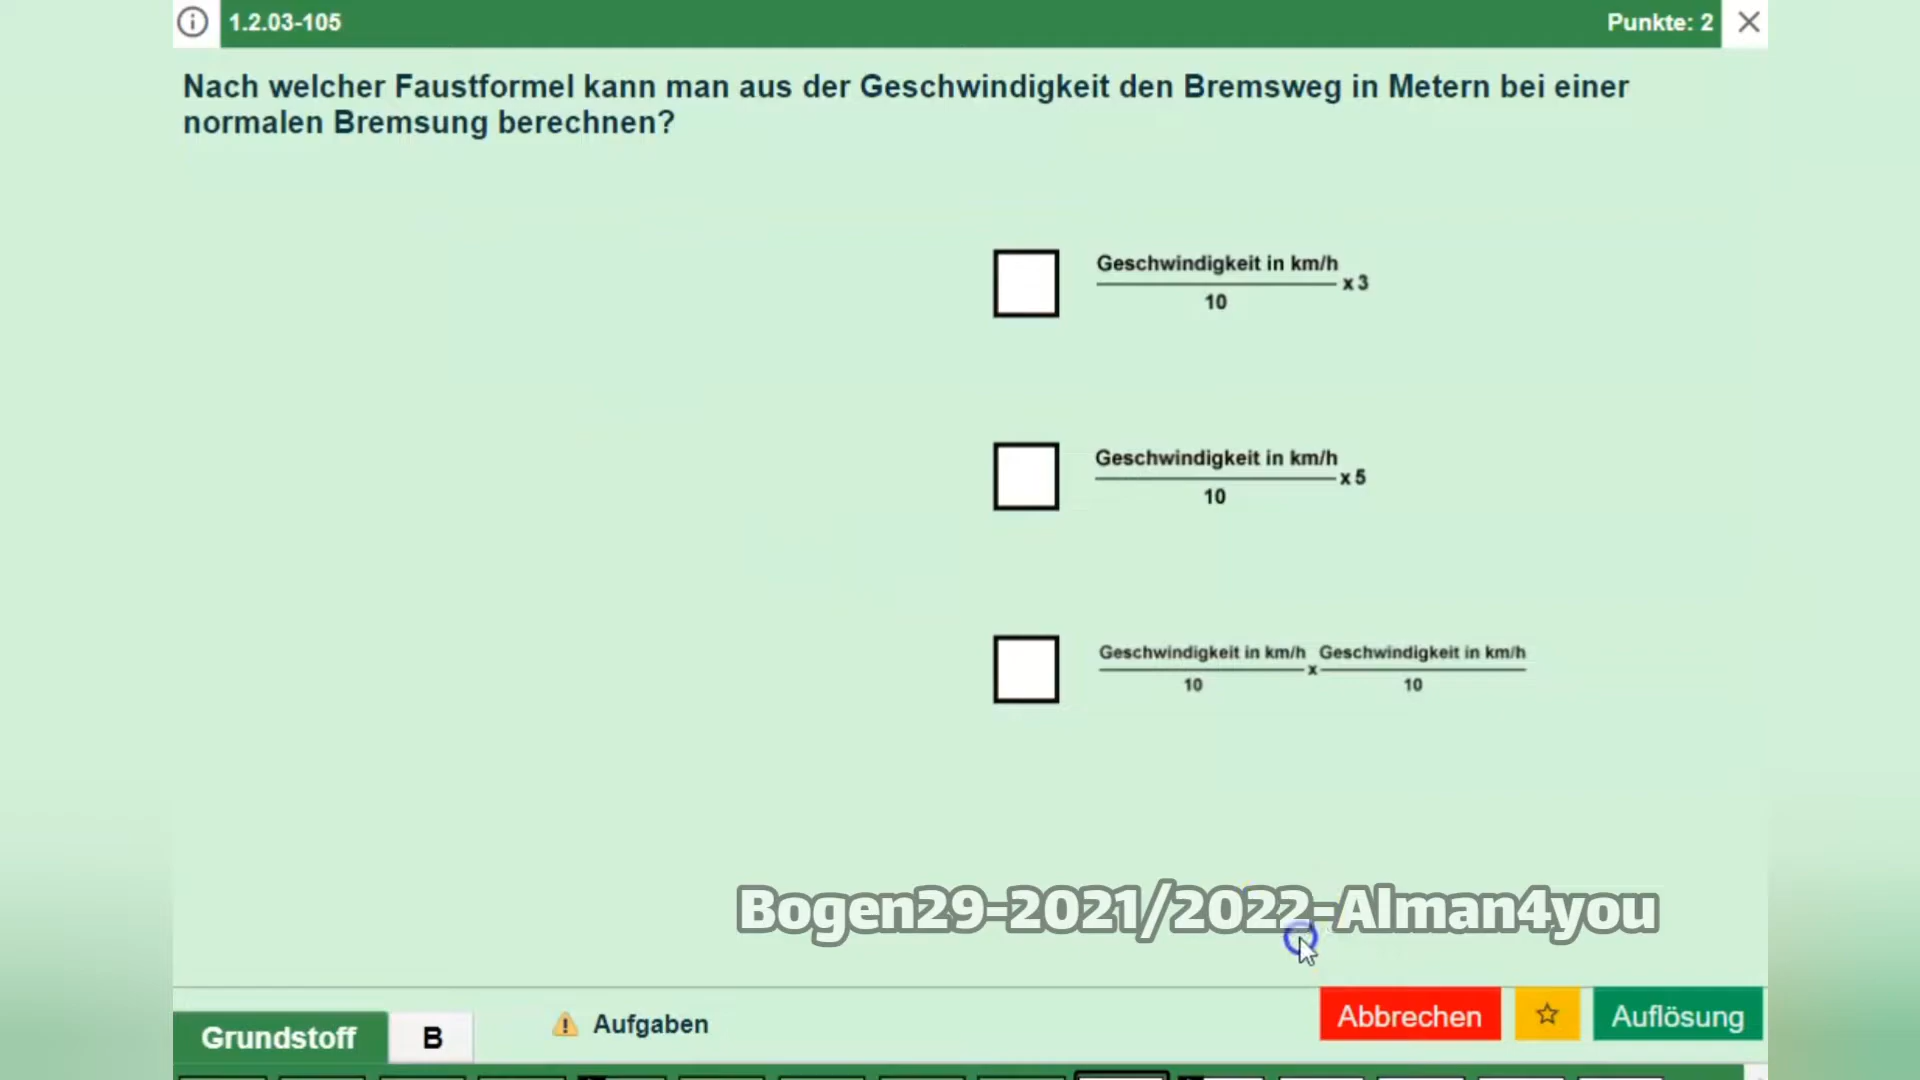 1.2.03-105
Punkte: 2
Nach welcher Faustformel kann man aus der Geschwindigkeit den Bremsweg in Metern bei einer
normalen Bremsung berechnen?
Geschwindigkeit in km/h
x 3
10
Geschwindigkeit in km/h
x 5
10
Geschwindigkeit in km/h x Geschwindigkeit in km/h
10 10
Bogen29-2021/2022-Alman4you
Abbrechen
Auflösung
Grundstoff
B
Aufgaben